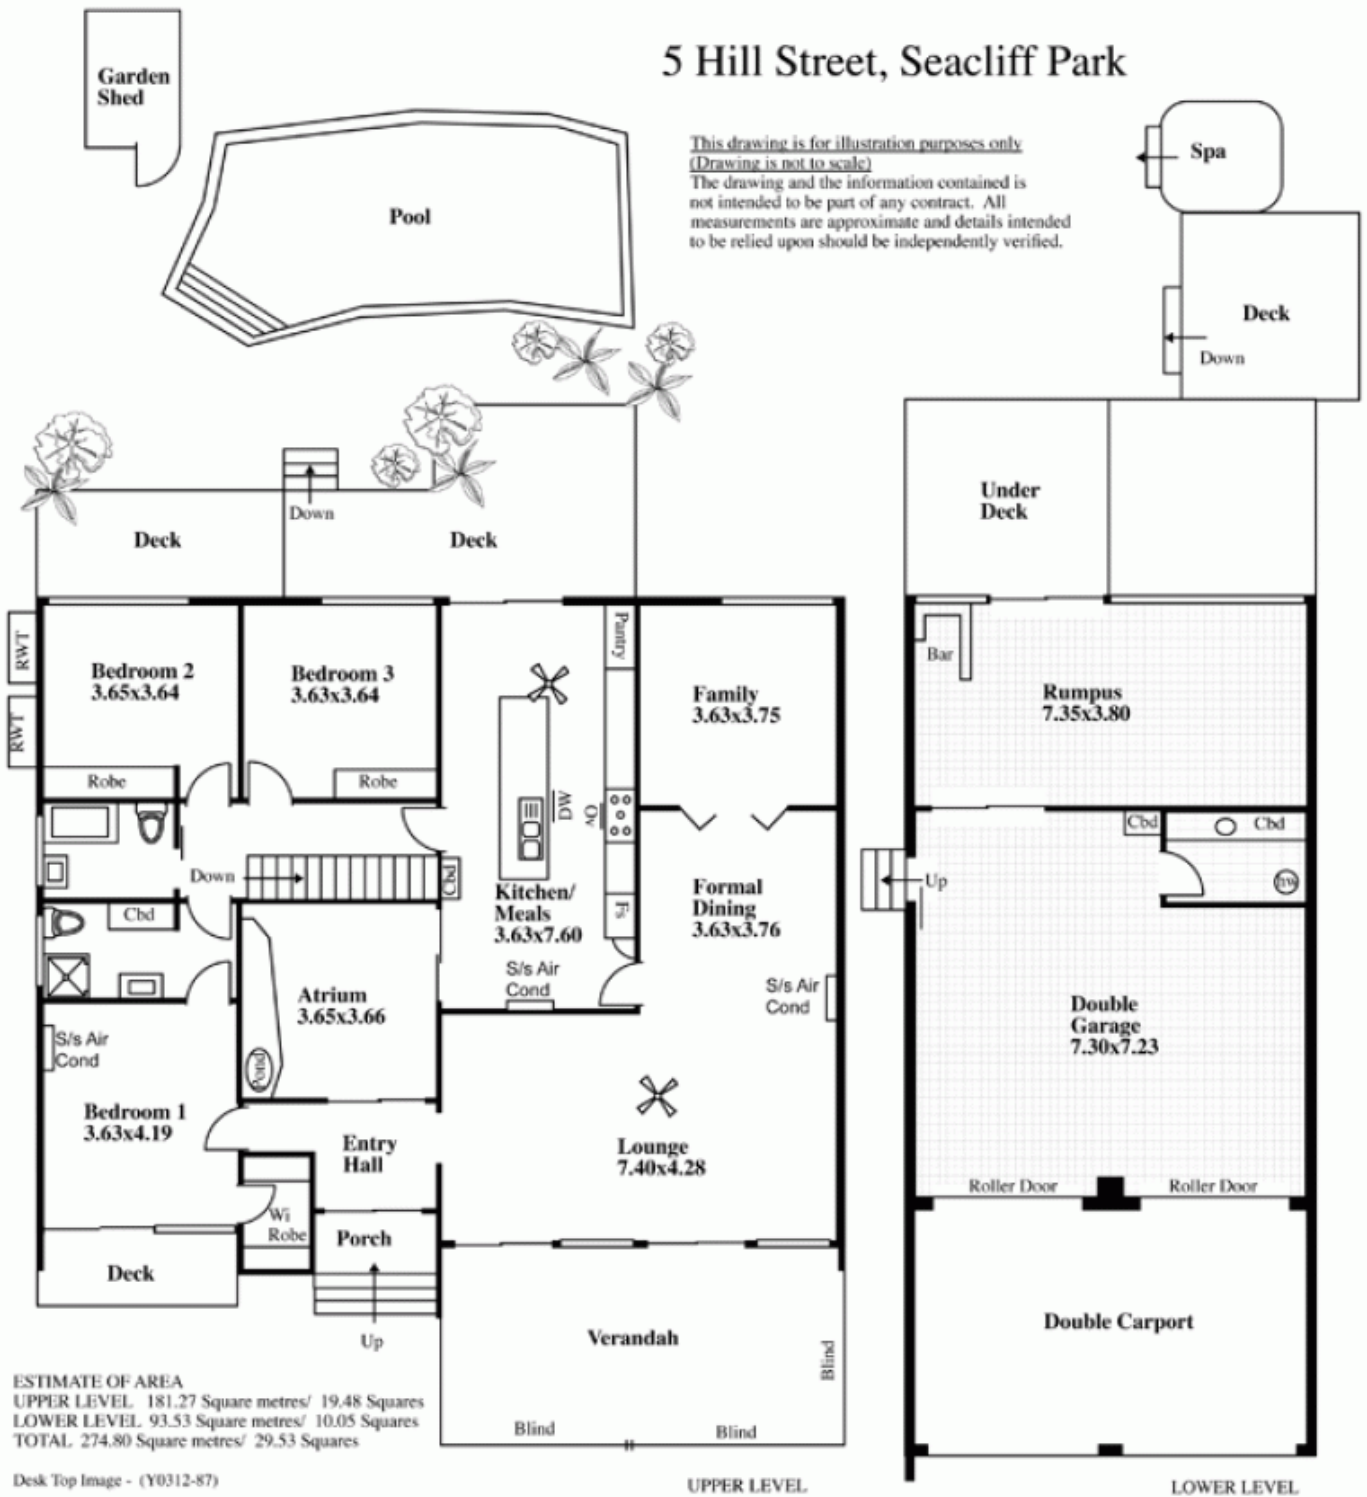 5 Hill Street, Seacliff Park
Garden
Shed
Pool
This drawing is for illustration purposes only
(Drawing is not to scale)
The drawing and the information contained is
not intended to be part of any contract. All
measurements are approximate and details intended
to be relied upon should be independently verified.
Spa
Deck
Down
Down
Deck
Deck
Under
Deck
RWT
RWT
Bedroom 2
3.65x3.64
Robe
Bedroom 3
3.63x3.64
Robe
Pantry
Family
3.63x3.75
Bar
Rumpus
7.35x3.80
DW
Ov
Cbd
Cbd
hw
Down
Cbd
Kitchen/
Meals
3.63x7.60
Fs
Formal
Dining
3.63x3.76
Up
Cbd
S/s Air
Cond
S/s Air
Cond
Atrium
3.65x3.66
Pond
Double
Garage
7.30x7.23
S/s Air
Cond
Bedroom 1
3.63x4.19
Entry
Hall
Lounge
7.40x4.28
Roller Door
Roller Door
Wi
Robe
Porch
Deck
Up
Verandah
Blind
Blind
Blind
Double Carport
ESTIMATE OF AREA
UPPER LEVEL 181.27 Square metres/ 19.48 Squares
LOWER LEVEL 93.53 Square metres/ 10.05 Squares
TOTAL 274.80 Square metres/ 29.53 Squares
Desk Top Image - (Y0312-87)
UPPER LEVEL
LOWER LEVEL